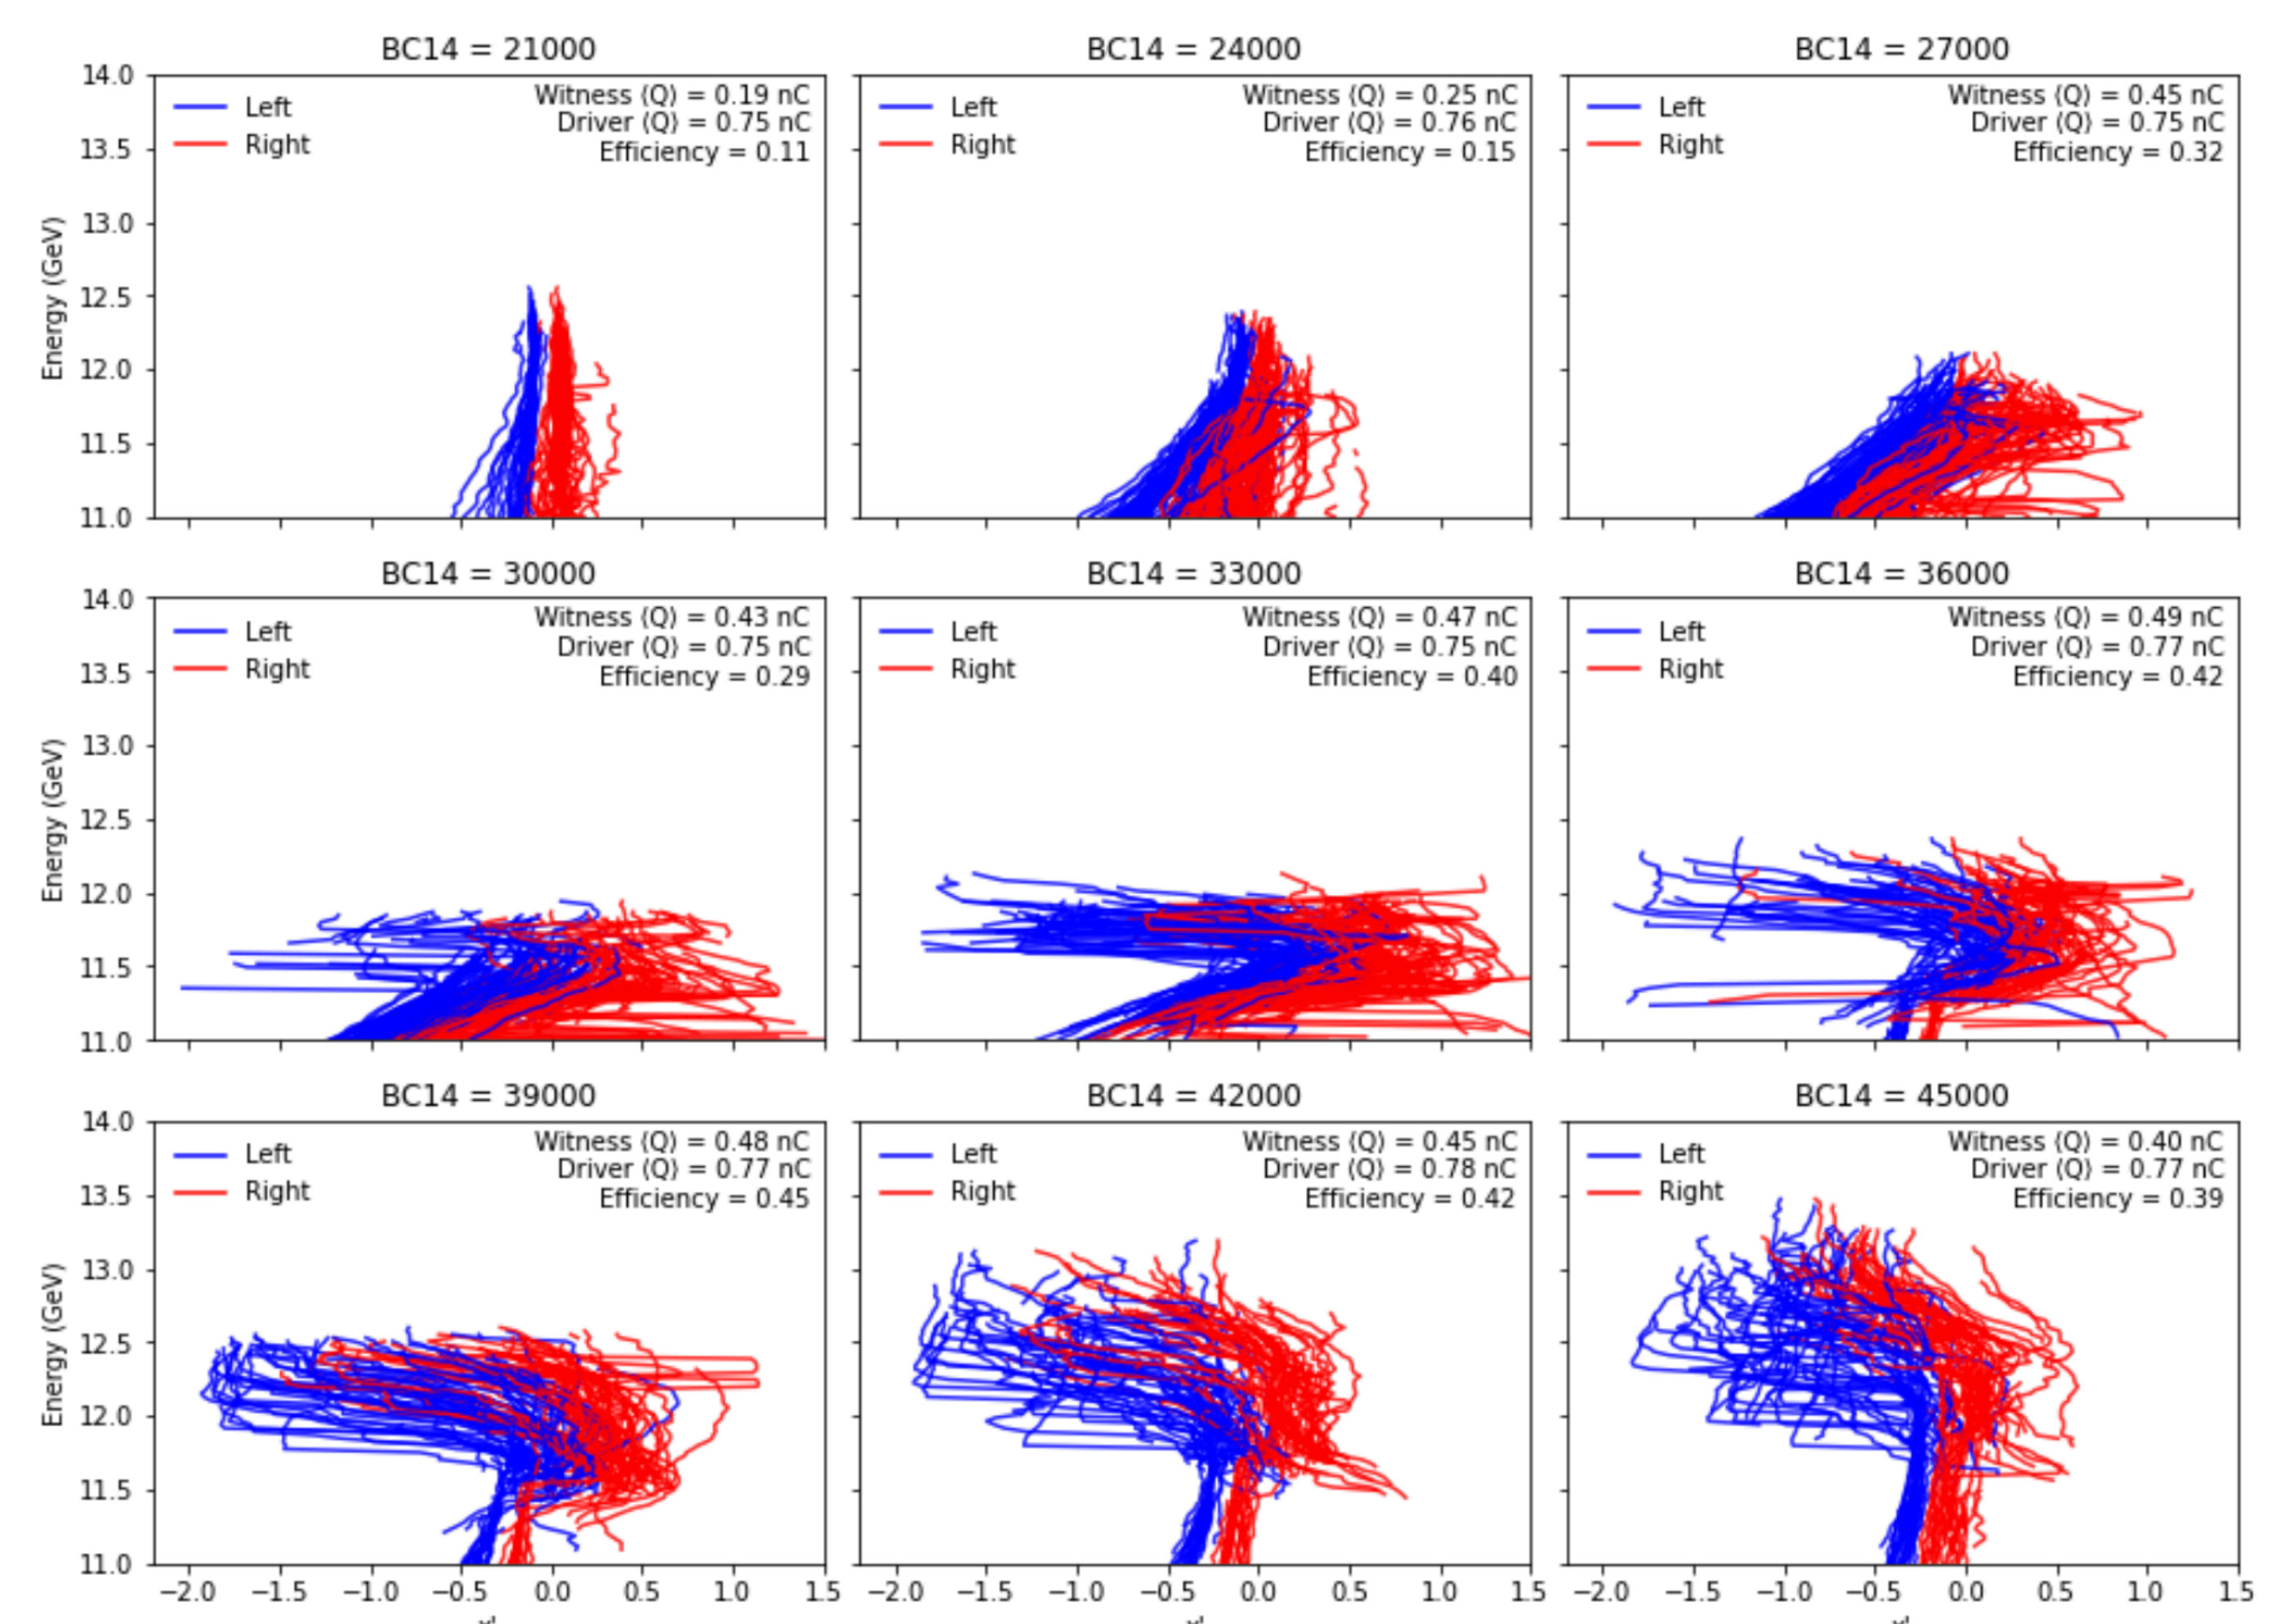 BC14 = 21000
BC14 = 24000
BC14 = 27000
14.0
13.5
13.0
12.5
12.0
11.5
11.0
Energy (GeV)
Left
Right
Witness ⟨Q⟩ = 0.19 nC
Driver ⟨Q⟩ = 0.75 nC
Efficiency = 0.11
Left
Right
Witness ⟨Q⟩ = 0.25 nC
Driver ⟨Q⟩ = 0.76 nC
Efficiency = 0.15
Left
Right
Witness ⟨Q⟩ = 0.45 nC
Driver ⟨Q⟩ = 0.75 nC
Efficiency = 0.32
BC14 = 30000
BC14 = 33000
BC14 = 36000
14.0
13.5
13.0
12.5
12.0
11.5
11.0
Energy (GeV)
Left
Right
Witness ⟨Q⟩ = 0.43 nC
Driver ⟨Q⟩ = 0.75 nC
Efficiency = 0.29
Left
Right
Witness ⟨Q⟩ = 0.47 nC
Driver ⟨Q⟩ = 0.75 nC
Efficiency = 0.40
Left
Right
Witness ⟨Q⟩ = 0.49 nC
Driver ⟨Q⟩ = 0.77 nC
Efficiency = 0.42
BC14 = 39000
BC14 = 42000
BC14 = 45000
14.0
13.5
13.0
12.5
12.0
11.5
11.0
Energy (GeV)
Left
Right
Witness ⟨Q⟩ = 0.48 nC
Driver ⟨Q⟩ = 0.77 nC
Efficiency = 0.45
Left
Right
Witness ⟨Q⟩ = 0.45 nC
Driver ⟨Q⟩ = 0.78 nC
Efficiency = 0.42
Left
Right
Witness ⟨Q⟩ = 0.40 nC
Driver ⟨Q⟩ = 0.77 nC
Efficiency = 0.39
−2.0 −1.5 −1.0 −0.5 0.0 0.5 1.0 1.5
−2.0 −1.5 −1.0 −0.5 0.0 0.5 1.0 1.5
−2.0 −1.5 −1.0 −0.5 0.0 0.5 1.0 1.5